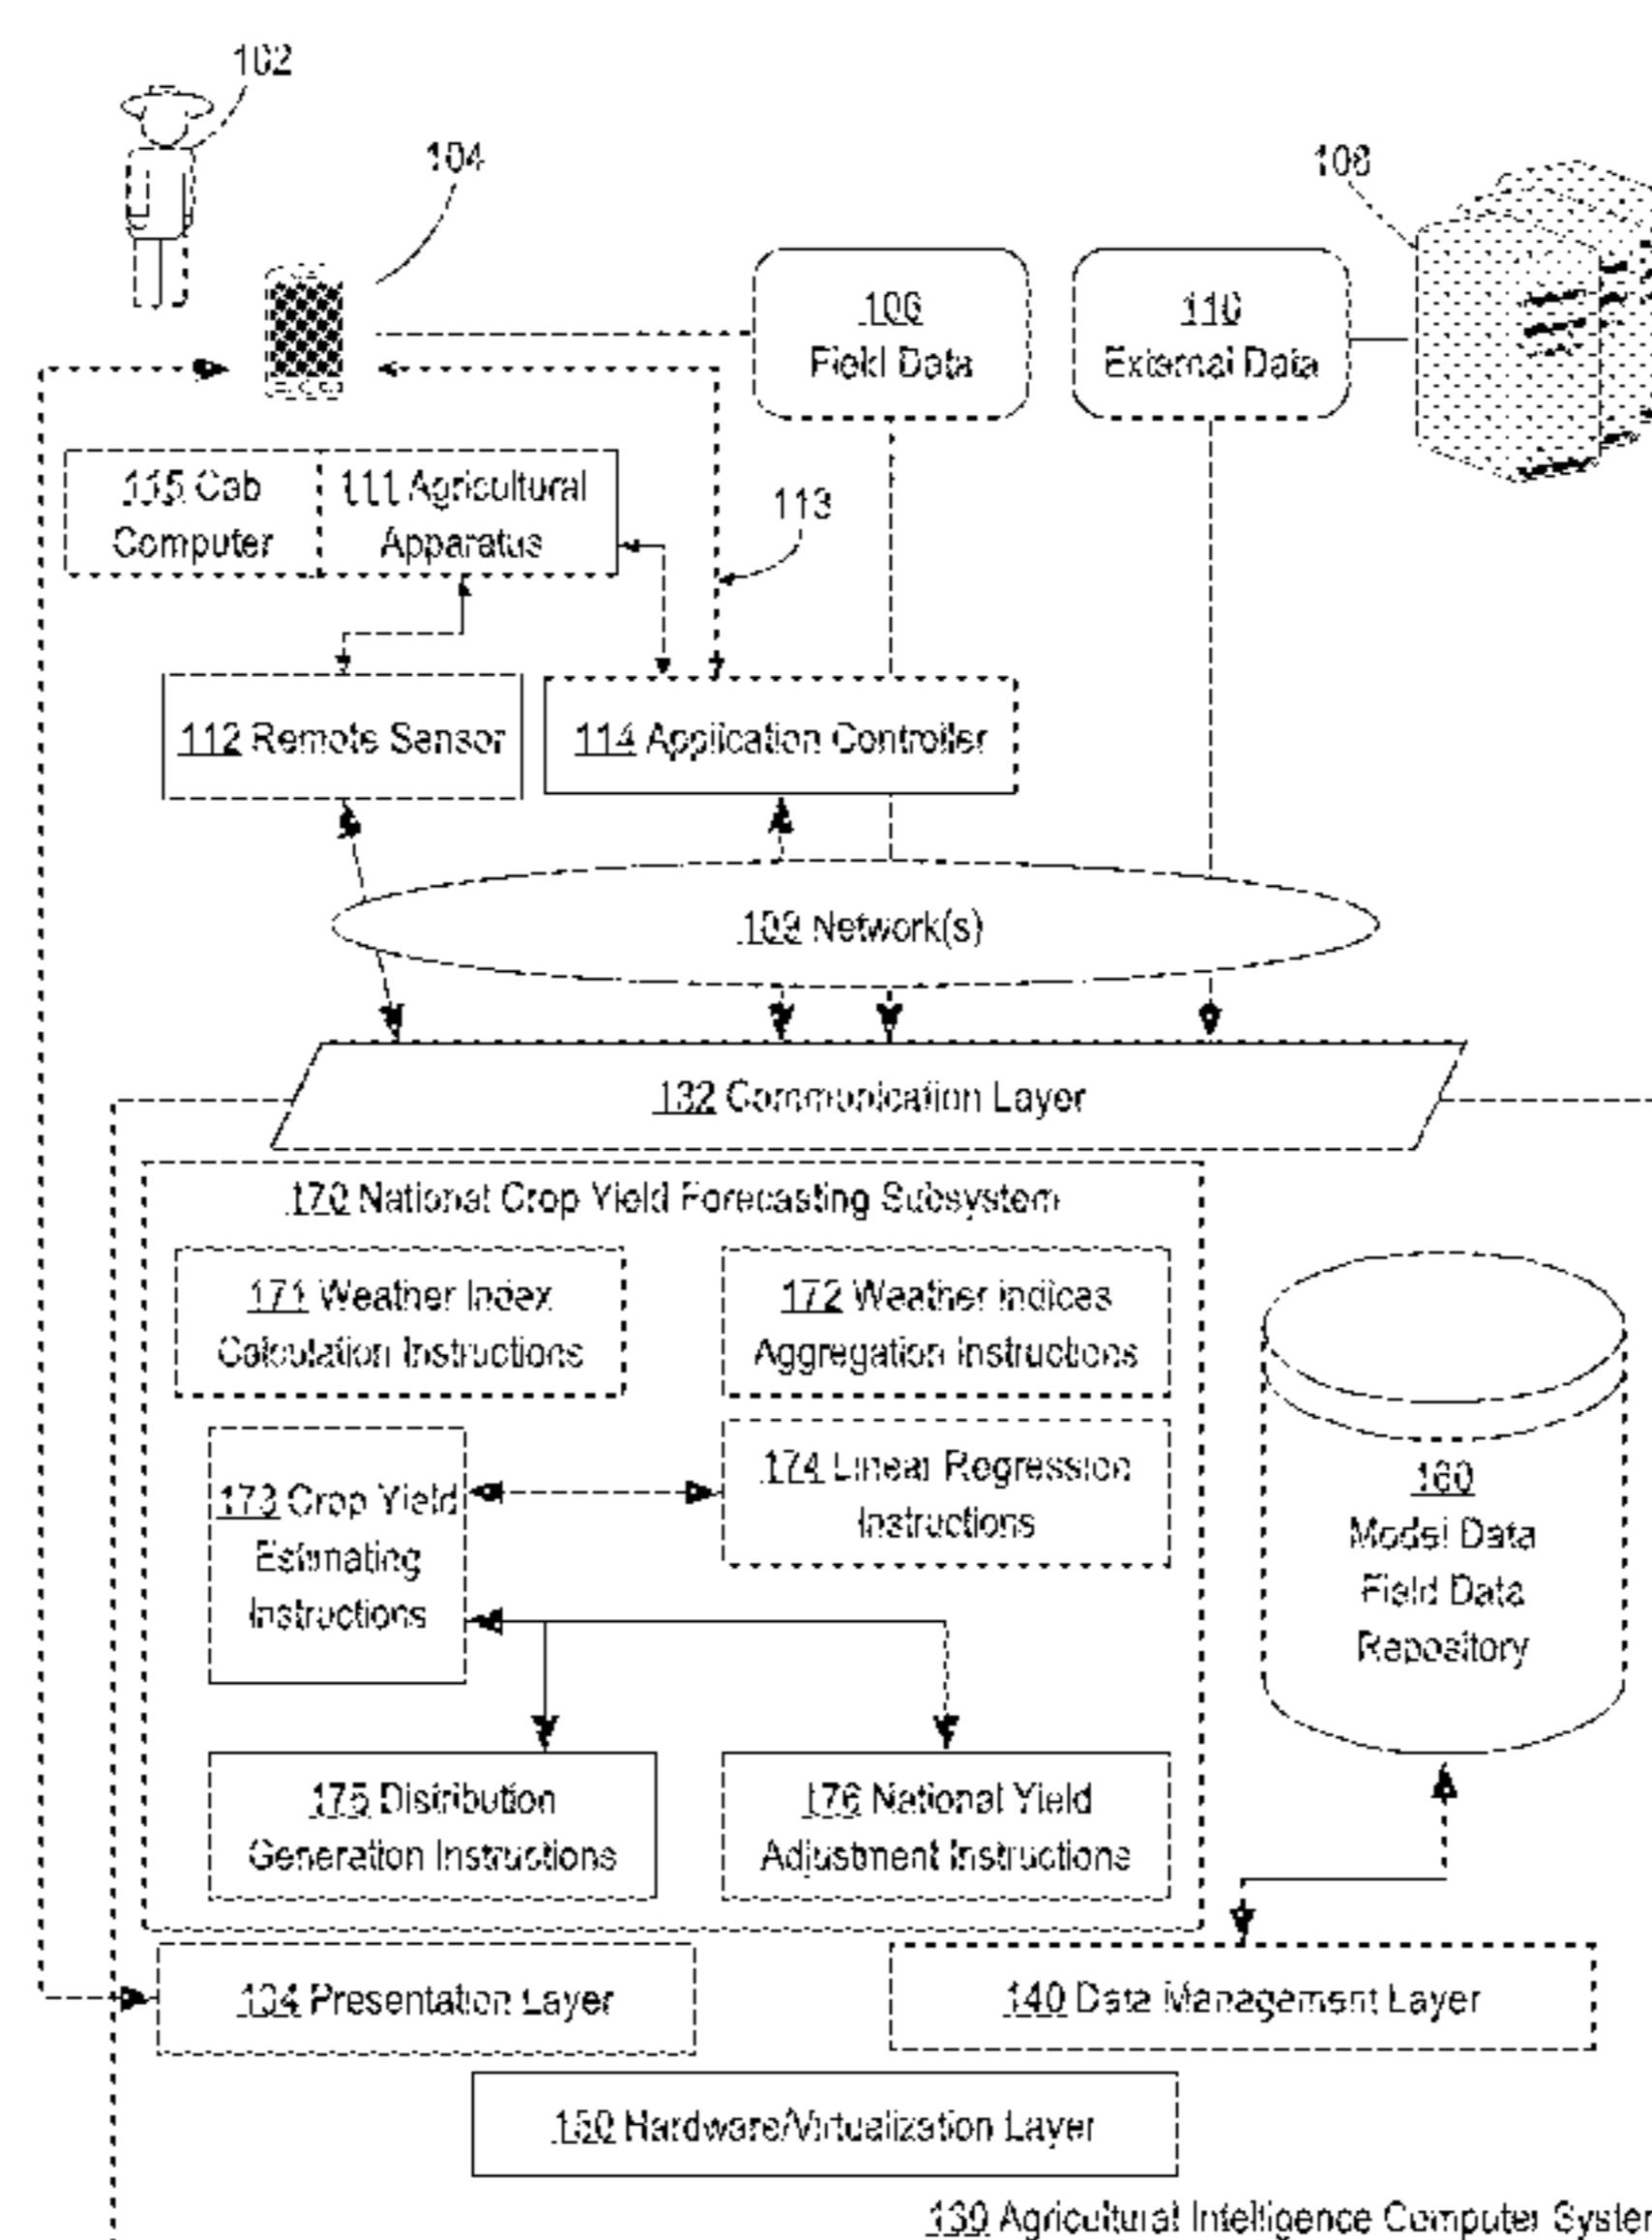 102
104
108
106
Field Data
110
External Data
115 Cab
Computer
111 Agricultural
Apparatus
113
112 Remote Sensor
114 Application Controller
109 Network(s)
132 Communication Layer
170 National Crop Yield Forecasting Subsystem
171 Weather Index
Calculation Instructions
172 Weather indices
Aggregation Instructions
173 Crop Yield
Estimating
Instructions
174 Linear Regression
Instructions
160
Model Data
Field Data
Repository
175 Distribution
Generation Instructions
176 National Yield
Adjustment Instructions
134 Presentation Layer
140 Data Management Layer
150 Hardware/Virtualization Layer
130 Agricultural Intelligence Computer System